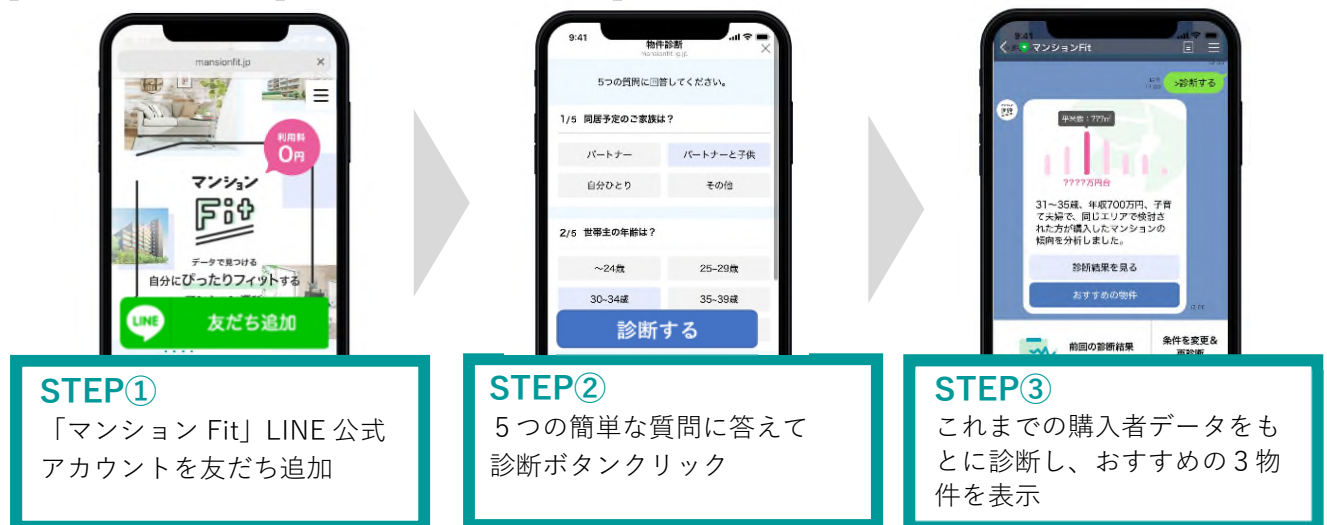 mansionfit.jp ×
利用料
0円
マンション
Fit
データで見つける
自分にぴったりフィットする
LINE 友だち追加
STEP①
「マンション Fit」LINE 公式
アカウントを友だち追加
9:41
物件診断
5つの質問に回答してください。
1/5 同居予定のご家族は？
パートナー パートナーと子供
自分ひとり その他
2/5 世帯主の年齢は？
～24歳 25-29歳
30-34歳 35-39歳
診断する
STEP②
５つの簡単な質問に答えて
診断ボタンクリック
9:41
マンションFit
>診断する
平米数：???㎡
????万円台
31～35歳、年収700万円、子育
て夫婦で、同じエリアで検討さ
れた方が購入したマンションの
傾向を分析しました。
診断結果を見る
おすすめの物件
前回の診断結果
条件を変更&
再診断
STEP③
これまでの購入者データをも
とに診断し、おすすめの３物
件を表示